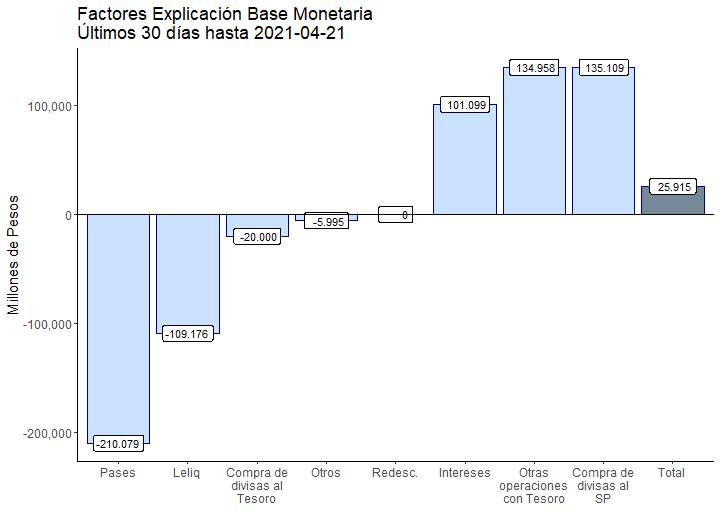 Factores Explicación Base Monetaria
Últimos 30 días hasta 2021-04-21
Millones de Pesos
100,000
0
-100,000
-200,000
-210.079
-109.176
-20.000
-5.995
0
101.099
134.958
135.109
25.915
Pases
Leliq
Compra de
divisas al
Tesoro
Otros
Redesc.
Intereses
Otras
operaciones
con Tesoro
Compra de
divisas al
SP
Total